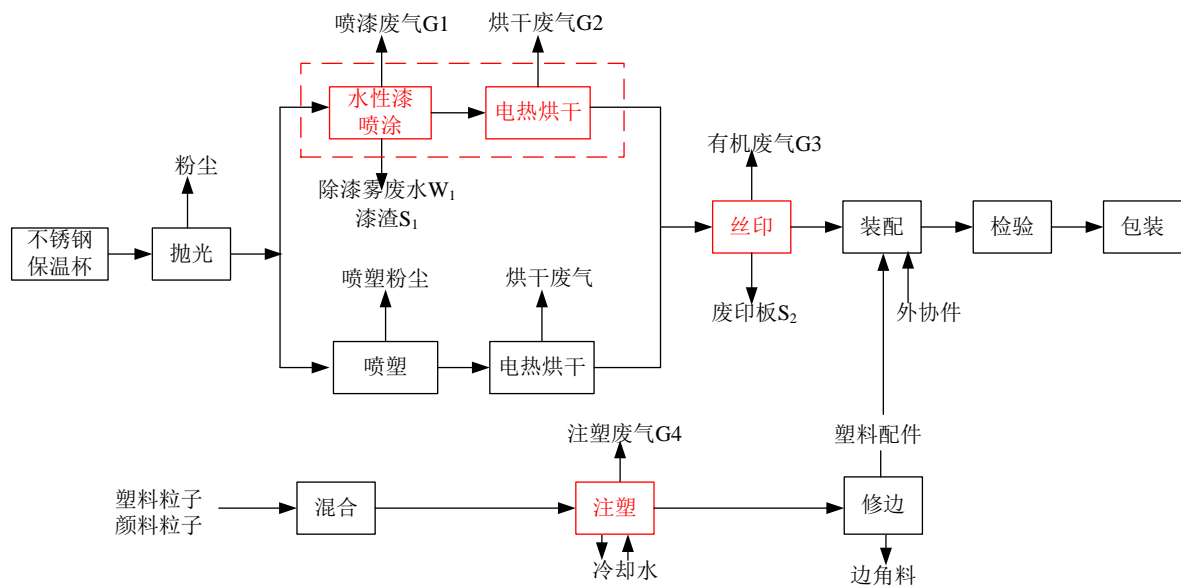 喷漆废气G1
烘干废气G2
水性漆
喷涂
电热烘干
粉尘
除漆雾废水W₁
漆渣S₁
有机废气G3
不锈钢
保温杯
抛光
丝印
装配
检验
包装
喷塑粉尘
烘干废气
废印板S₂
外协件
喷塑
电热烘干
注塑废气G4
塑料配件
塑料粒子
颜料粒子
混合
注塑
修边
冷却水
边角料